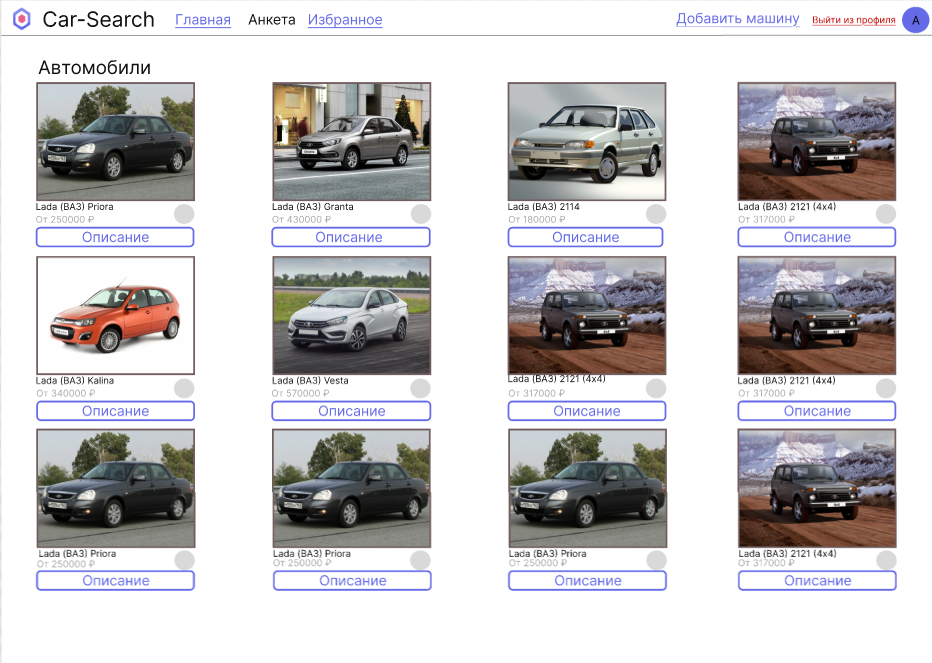 Car-Search Главная Анкета Избранное Добавить машину Выйти из профиля A
Автомобили
Lada (ВАЗ) Priora
От 250000 ₽
Описание
Lada (ВАЗ) Granta
От 430000 ₽
Описание
Lada (ВАЗ) 2114
От 180000 ₽
Описание
Lada (ВАЗ) 2121 (4x4)
От 317000 ₽
Описание
Lada (ВАЗ) Kalina
От 340000 ₽
Описание
Lada (ВАЗ) Vesta
От 570000 ₽
Описание
Lada (ВАЗ) 2121 (4x4)
От 317000 ₽
Описание
Lada (ВАЗ) 2121 (4x4)
От 317000 ₽
Описание
Lada (ВАЗ) Priora
От 250000 ₽
Описание
Lada (ВАЗ) Priora
От 250000 ₽
Описание
Lada (ВАЗ) Priora
От 250000 ₽
Описание
Lada (ВАЗ) 2121 (4x4)
От 317000 ₽
Описание